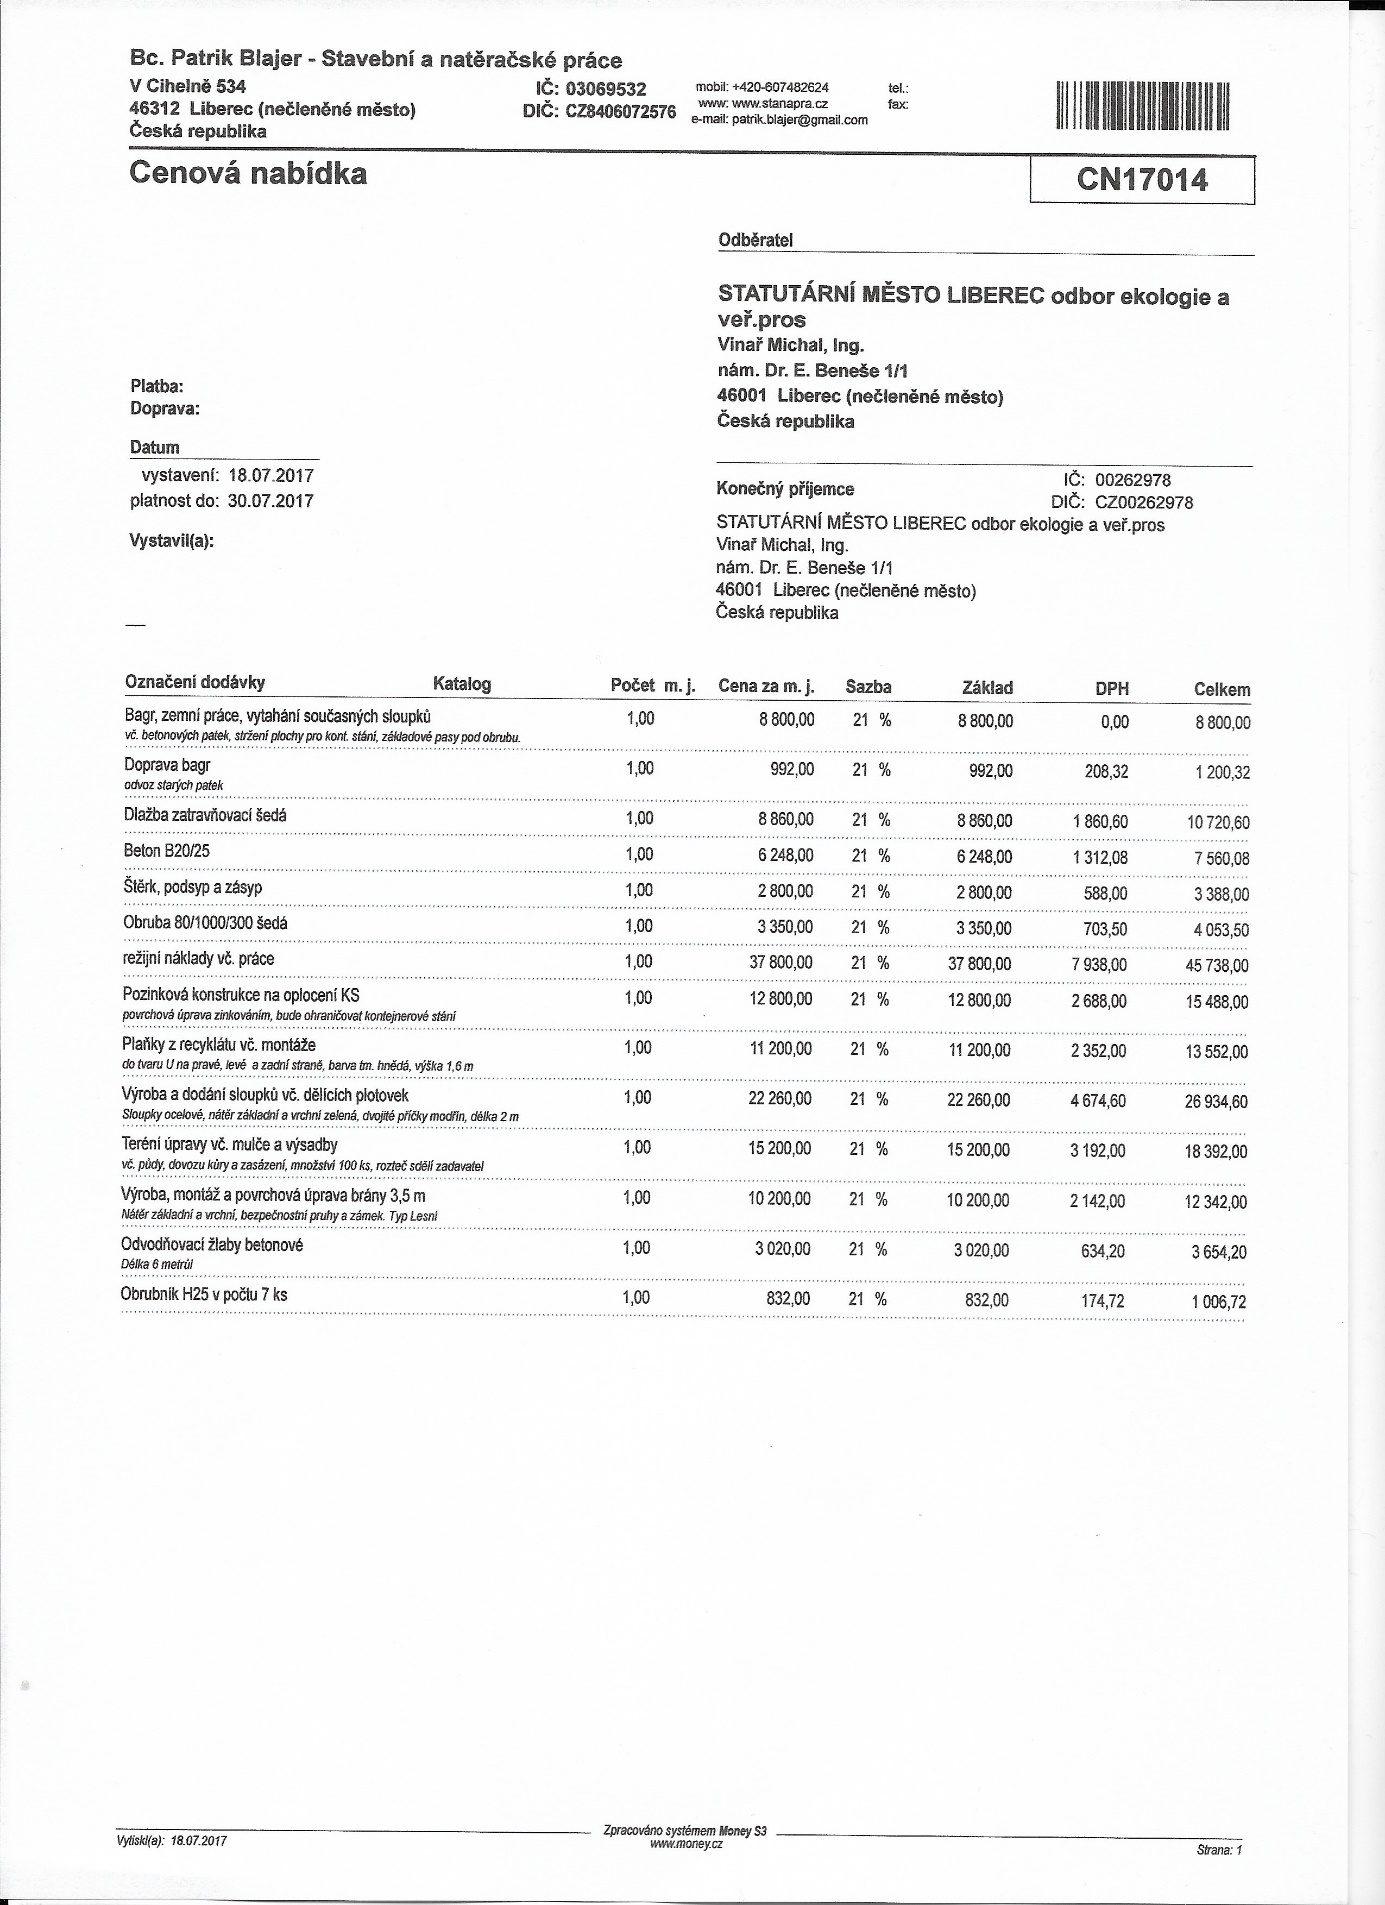 Bc. Patrik Blajer - Stavební a natěračské práce
V Cihelně 534
46312 Liberec (nečleněné město)
Česká republika
IČ: 03069532
DIČ: CZ8406072576
mobil: +420-607482624
www: www.stanapra.cz
e-mail: patrik.blajer@gmail.com
tel.:
fax:
Cenová nabídka
CN17014
Odběratel
STATUTÁRNÍ MĚSTO LIBEREC odbor ekologie a
veř.pros
Vinař Michal, Ing.
nám. Dr. E. Beneše 1/1
46001 Liberec (nečleněné město)
Česká republika
Platba:
Doprava:
Datum
vystavení: 18.07.2017
platnost do: 30.07.2017
Vystavil(a):
Konečný příjemce
IČ: 00262978
DIČ: CZ00262978
STATUTÁRNÍ MĚSTO LIBEREC odbor ekologie a veř.pros
Vinař Michal, Ing.
nám. Dr. E. Beneše 1/1
46001 Liberec (nečleněné město)
Česká republika
Označení dodávky Katalog Počet m. j. Cena za m. j. Sazba Základ DPH Celkem
Bagr, zemní práce, vytahání současných sloupků 1,00 8 800,00 21 % 8 800,00 0,00 8 800,00
vč. betonových patek, stržení plochy pro kont. stání, základové pasy pod obrubu.
Doprava bagr 1,00 992,00 21 % 992,00 208,32 1 200,32
odvoz starých patek
Dlažba zatravňovací šedá 1,00 8 860,00 21 % 8 860,00 1 860,60 10 720,60
Beton B20/25 1,00 6 248,00 21 % 6 248,00 1 312,08 7 560,08
Štěrk, podsyp a zásyp 1,00 2 800,00 21 % 2 800,00 588,00 3 388,00
Obruba 80/1000/300 šedá 1,00 3 350,00 21 % 3 350,00 703,50 4 053,50
režijní náklady vč. práce 1,00 37 800,00 21 % 37 800,00 7 938,00 45 738,00
Pozinková konstrukce na oplocení KS 1,00 12 800,00 21 % 12 800,00 2 688,00 15 488,00
povrchová úprava zinkováním, bude ohraničovat kontejnerové stání
Plaňky z recyklátu vč. montáže 1,00 11 200,00 21 % 11 200,00 2 352,00 13 552,00
do tvaru U na pravé, levé a zadní straně, barva tm. hnědá, výška 1,6 m
Výroba a dodání sloupků vč. dělících plotovek 1,00 22 260,00 21 % 22 260,00 4 674,60 26 934,60
Sloupky ocelové, nátěr základní a vrchní zelená, dvojité příčky modřín, délka 2 m
Teréní úpravy vč. mulče a výsadby 1,00 15 200,00 21 % 15 200,00 3 192,00 18 392,00
vč. půdy, dovozu kůry a zasázení, množství 100 ks, rozteč sdělí zadavatel
Výroba, montáž a povrchová úprava brány 3,5 m 1,00 10 200,00 21 % 10 200,00 2 142,00 12 342,00
Nátěr základní a vrchní, bezpečnostní pruhy a zámek. Typ Lesní
Odvodňovací žlaby betonové 1,00 3 020,00 21 % 3 020,00 634,20 3 654,20
Délka 6 metrů!
Obrubník H25 v počtu 7 ks 1,00 832,00 21 % 832,00 174,72 1 006,72
Vytiskl(a): 18.07.2017
Zpracováno systémem Money S3
www.money.cz
Strana: 1